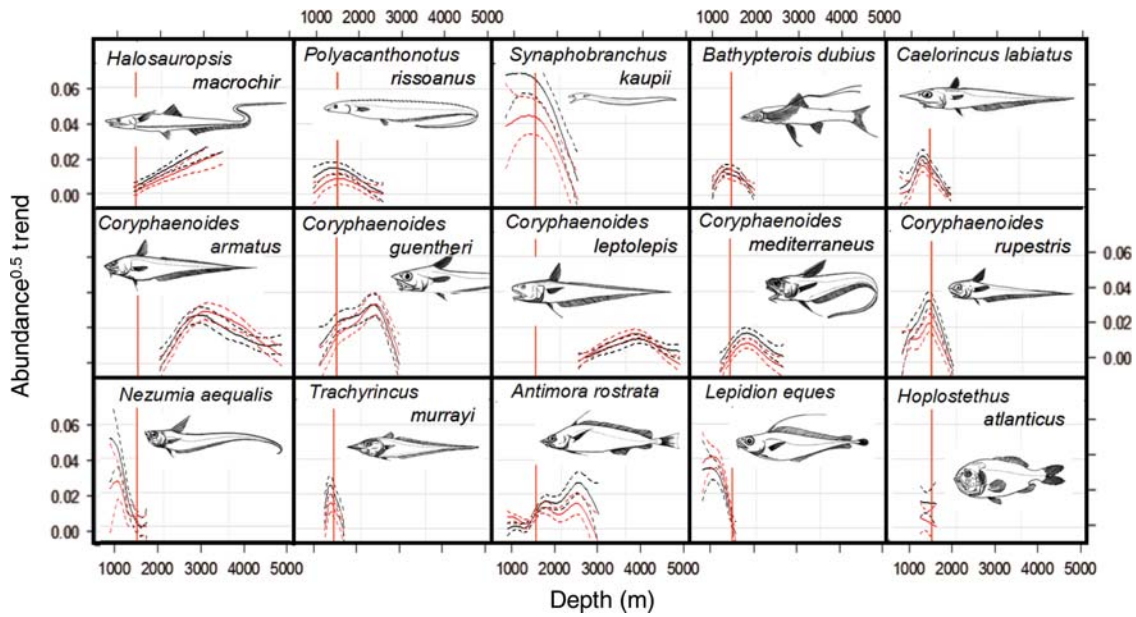 1000 2000 3000 4000 5000 1000 2000 3000 4000 5000
Halosauropsis
macrochir
Polyacanthonotus
rissoanus
Synaphobranchus
kaupii
Bathypterois dubius
Caelorincus labiatus
0.06
0.04
0.02
0.00
Coryphaenoides
armatus
Coryphaenoides
guentheri
Coryphaenoides
leptolepis
Coryphaenoides
mediterraneus
Coryphaenoides
rupestris
0.06
0.04
0.02
0.00
Abundance0.5 trend
Nezumia aequalis
Trachyrincus
murrayi
Antimora rostrata
Lepidion eques
Hoplostethus
atlanticus
0.06
0.04
0.02
0.00
1000 2000 3000 4000 5000 1000 2000 3000 4000 5000 1000 2000 3000 4000 5000
Depth (m)